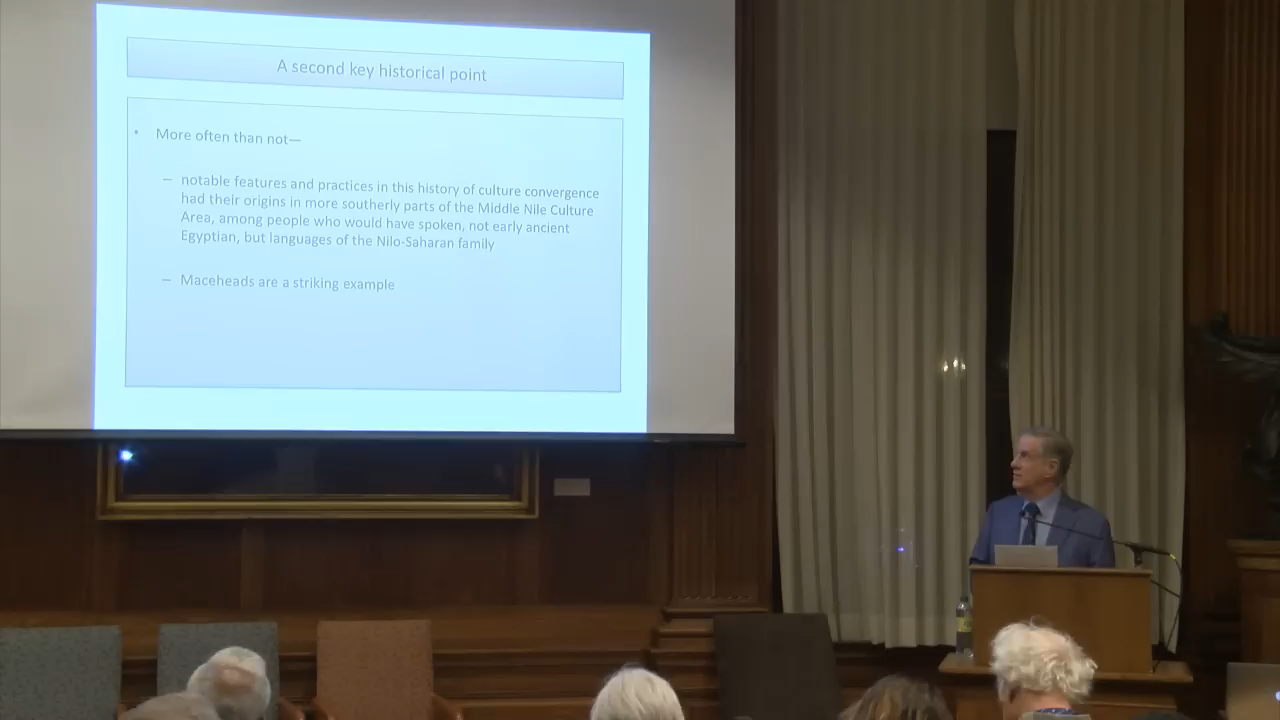 A second key historical point
• More often than not—
– notable features and practices in this history of culture convergence
had their origins in more southerly parts of the Middle Nile Culture
Area, among people who would have spoken, not early ancient
Egyptian, but languages of the Nilo-Saharan family
– Maceheads are a striking example